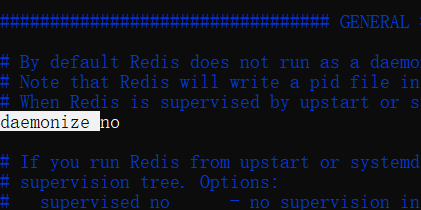 ################################# GENERAL
# By default Redis does not run as a daemo
# Note that Redis will write a pid file in
# When Redis is supervised by upstart or s
daemonize no
# If you run Redis from upstart or systemd
# supervision tree. Options:
#   supervised no      - no supervision in